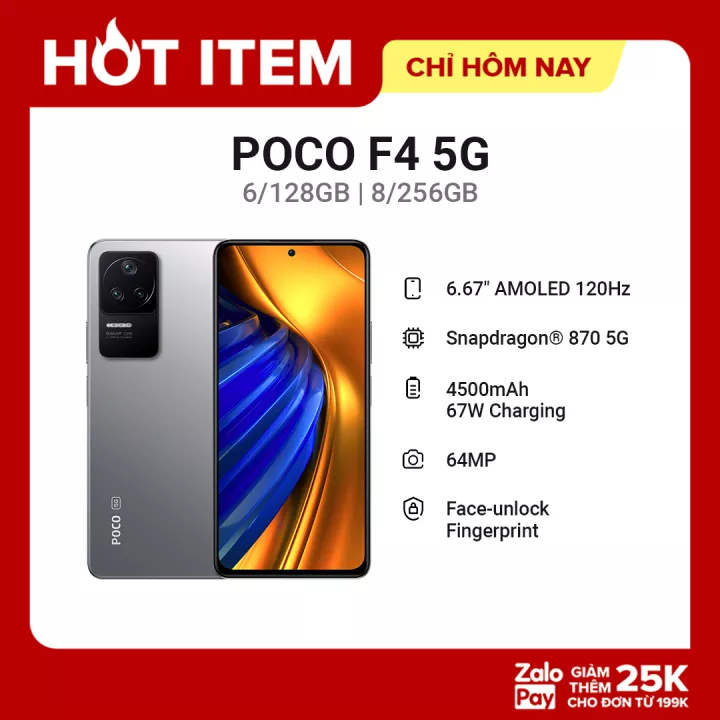 HOT ITEM
CHỈ HÔM NAY
POCO F4 5G
6/128GB | 8/256GB
6.67" AMOLED 120Hz
Snapdragon® 870 5G
4500mAh
67W Charging
64MP
Face-unlock
Fingerprint
POCO 5G
Zalo
Pay
GIẢM
THÊM
25K
CHO ĐƠN TỪ 199K